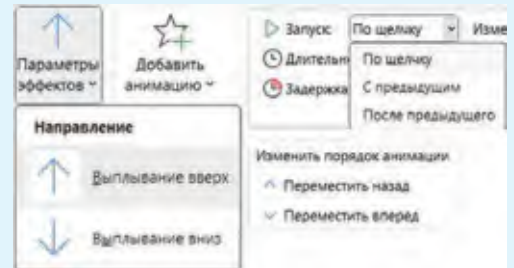 Параметры эффектов
Добавить анимацию
Направление
Выплывание вверх
Выплывание вниз
Запуск: По щелчку
Изме
Длительн
Задержка
По щелчку
С предыдущим
После предыдущего
Изменить порядок анимации
Переместить назад
Переместить вперед